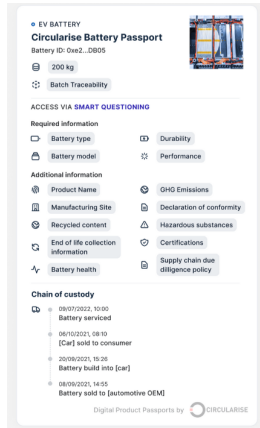 EV BATTERY
Circularise Battery Passport
Battery ID: 0xe2...DB05
200 kg
Batch Traceability
ACCESS VIA SMART QUESTIONING
Required information
Battery type
Durability
Battery model
Performance
Additional information
Product Name
GHG Emissions
Manufacturing Site
Declaration of conformity
Recycled content
Hazardous substances
End of life collection
information
Certifications
Battery health
Supply chain due
dilligence policy
Chain of custody
09/07/2022, 10:00
Battery serviced
06/10/2021, 08:10
[Car] sold to consumer
20/09/2021, 15:26
Battery build into [car]
08/09/2021, 14:55
Battery sold to [automotive OEM]
Digital Product Passports by CIRCULARISE